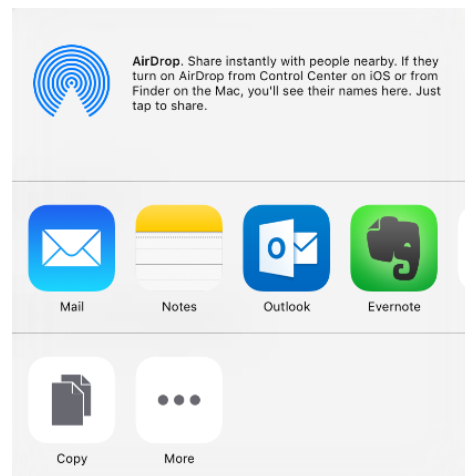 AirDrop. Share instantly with people nearby. If they
turn on AirDrop from Control Center on iOS or from
Finder on the Mac, you'll see their names here. Just
tap to share.
Mail
Notes
Outlook
Evernote
Copy
More